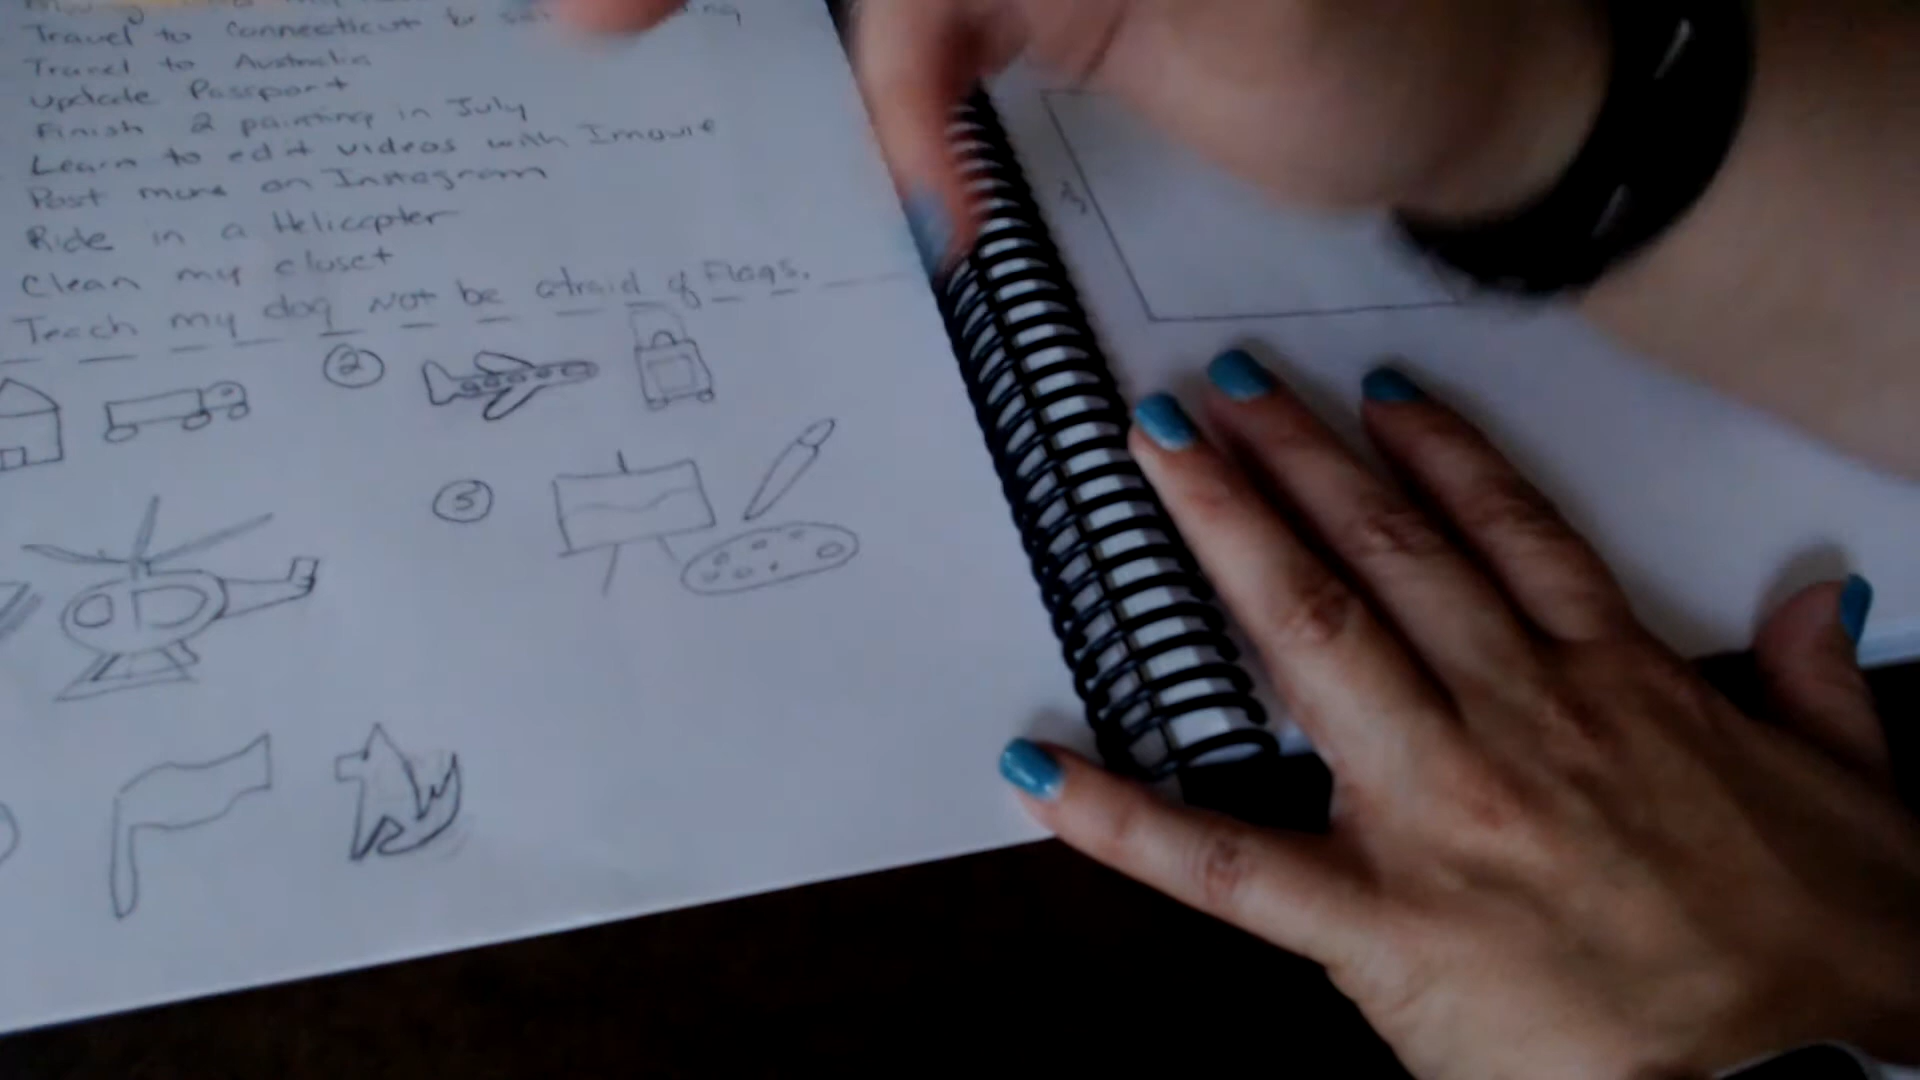 Travel to Connecticut to
Travel to Australia
Update Passport
Finish 2 painting in July
Learn to edit videos with Imovie
Post more on Instagram
Ride in a Helicopter
Clean my closet
Teach my dog Not be afraid of Flags.
2